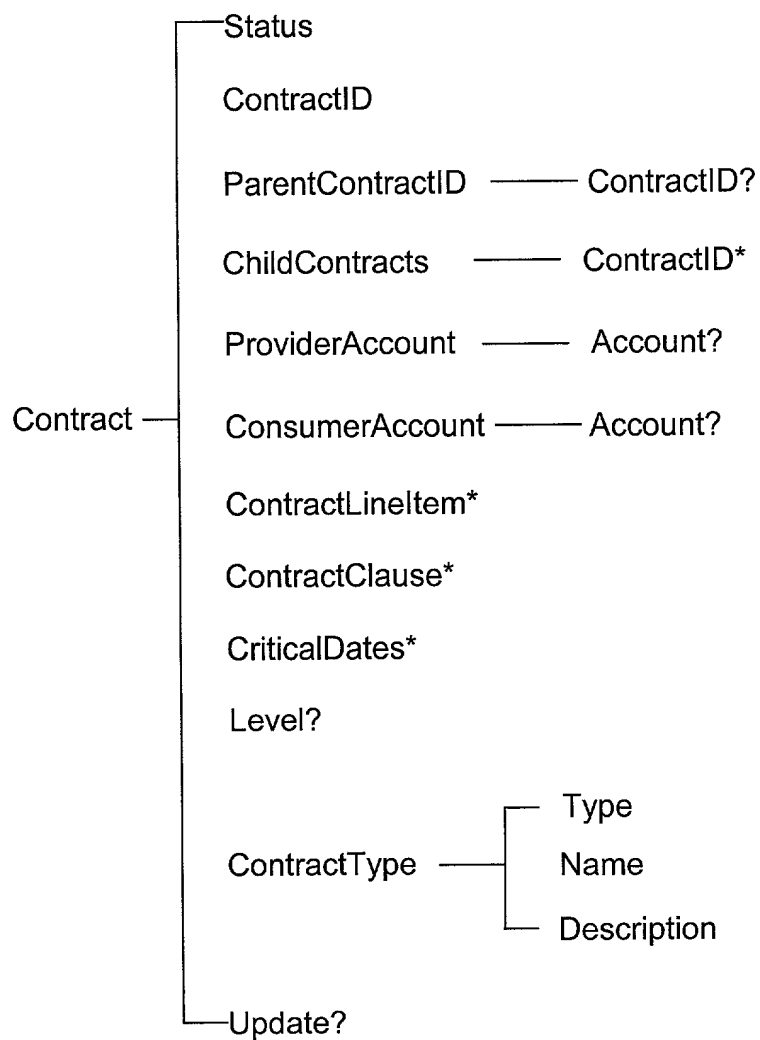 Status
ContractID
ParentContractID ContractID?
ChildContracts ContractID*
ProviderAccount Account?
Contract
ConsumerAccount Account?
ContractLineItem*
ContractClause*
CriticalDates*
Level?
Type
ContractType Name
Description
Update?